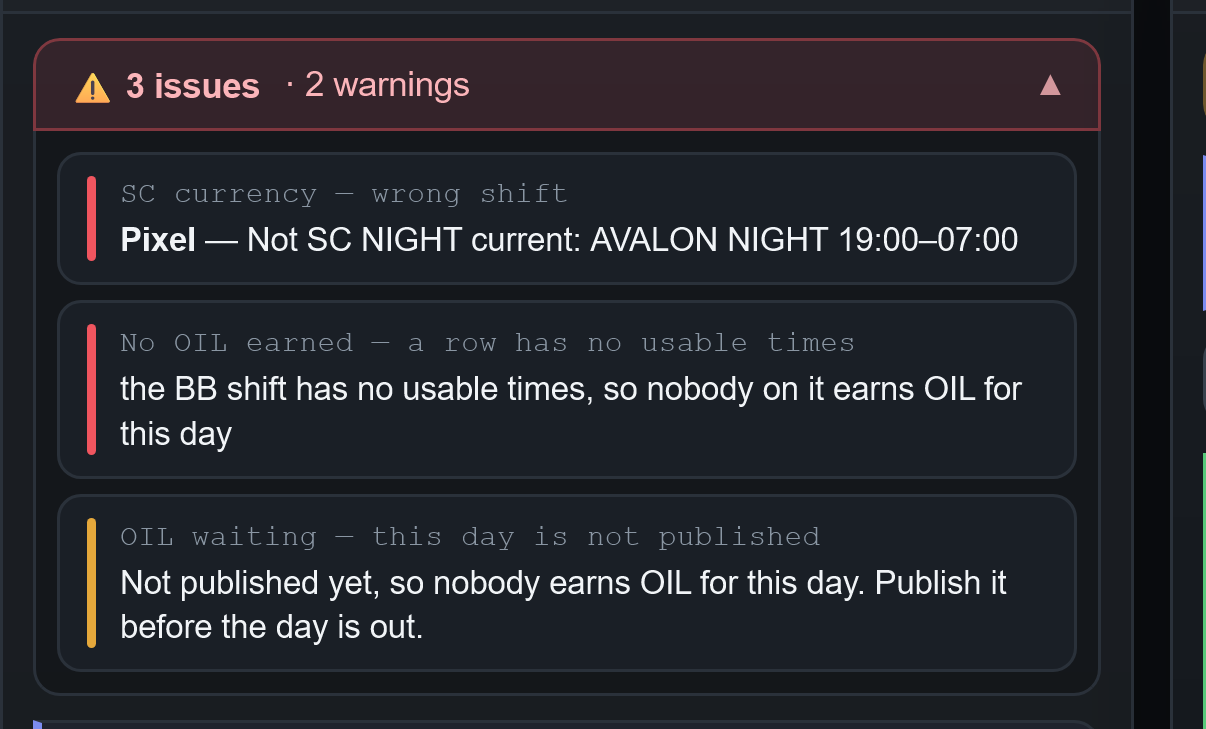 ⚠️ 3 issues · 2 warnings ▲
SC currency — wrong shift
Pixel — Not SC NIGHT current: AVALON NIGHT 19:00–07:00
No OIL earned — a row has no usable times
the BB shift has no usable times, so nobody on it earns OIL for
this day
OIL waiting — this day is not published
Not published yet, so nobody earns OIL for this day. Publish it
before the day is out.